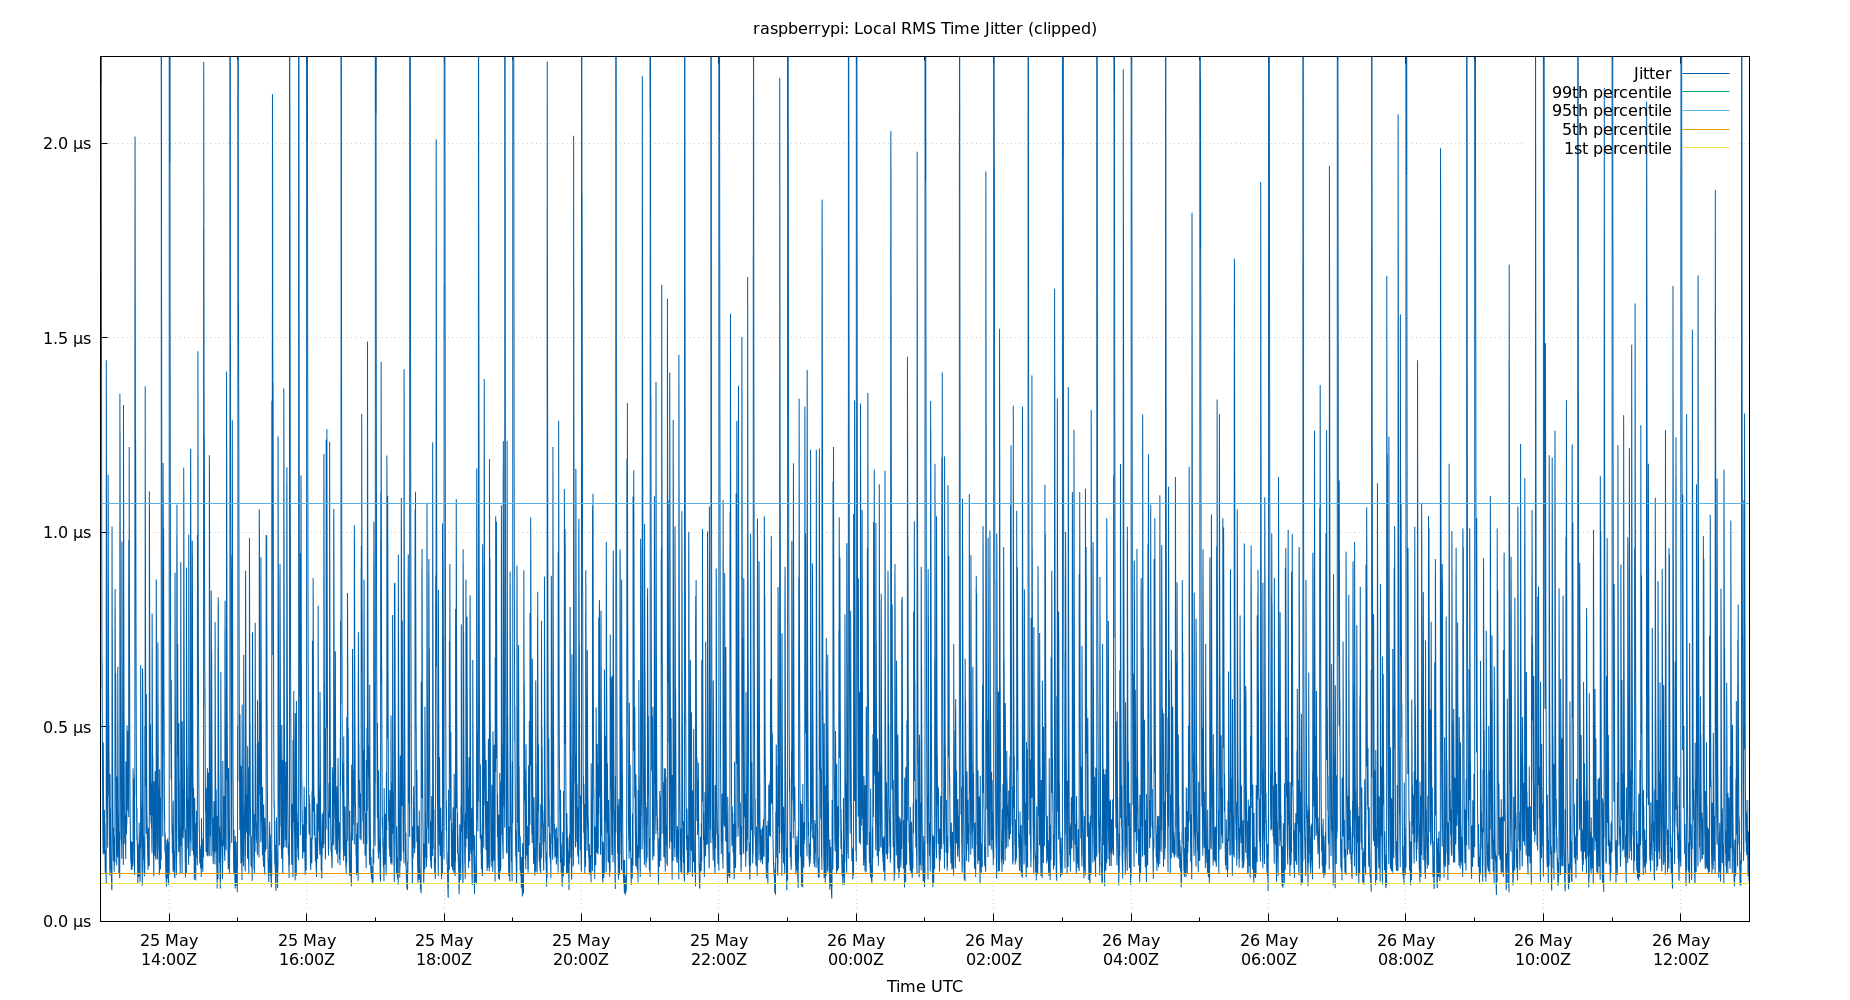 raspberrypi: Local RMS Time Jitter (clipped)
Jitter
99th percentile
95th percentile
5th percentile
1st percentile
2.0 µs
1.5 µs
1.0 µs
0.5 µs
0.0 µs
25 May 25 May 25 May 25 May 25 May 26 May 26 May 26 May 26 May 26 May 26 May 26 May
14:00Z 16:00Z 18:00Z 20:00Z 22:00Z 00:00Z 02:00Z 04:00Z 06:00Z 08:00Z 10:00Z 12:00Z
Time UTC